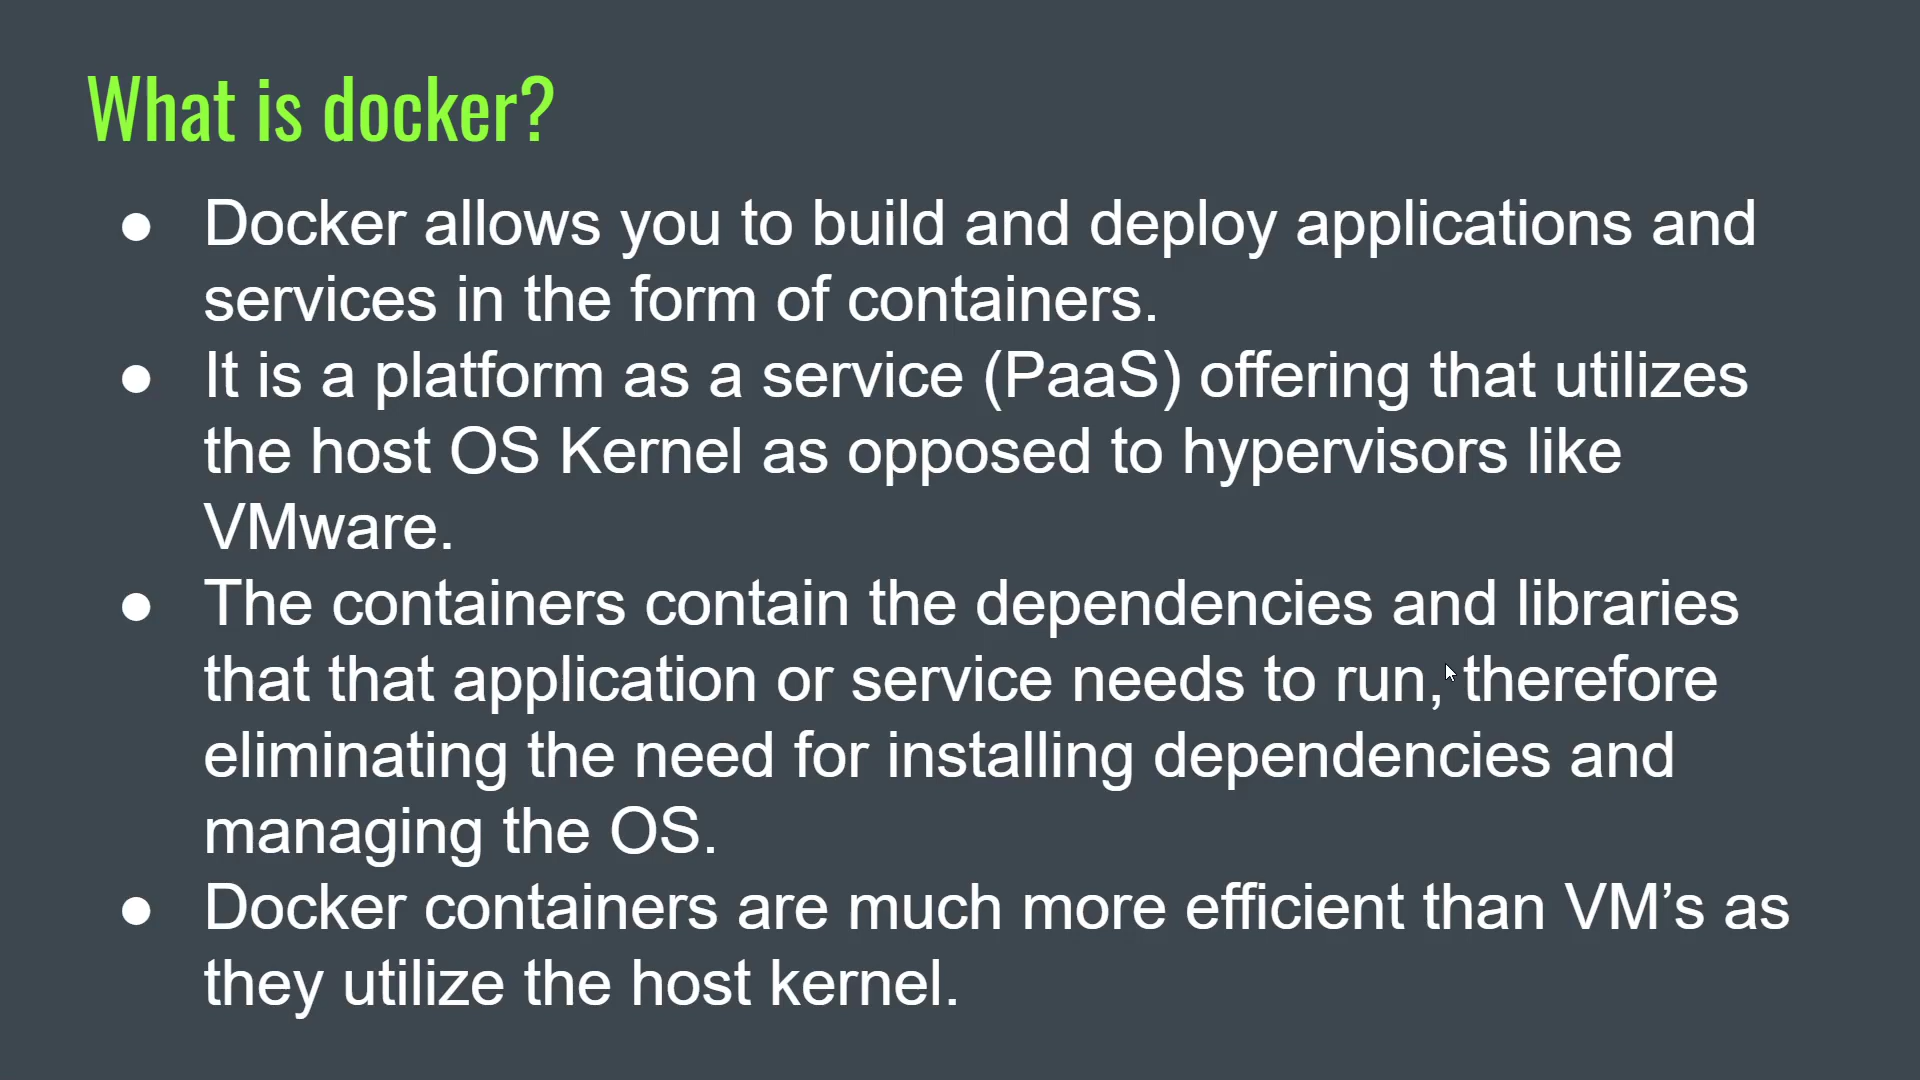 What is docker?
● Docker allows you to build and deploy applications and
services in the form of containers.
● It is a platform as a service (PaaS) offering that utilizes
the host OS Kernel as opposed to hypervisors like
VMware.
● The containers contain the dependencies and libraries
that that application or service needs to run, therefore
eliminating the need for installing dependencies and
managing the OS.
● Docker containers are much more efficient than VM’s as
they utilize the host kernel.